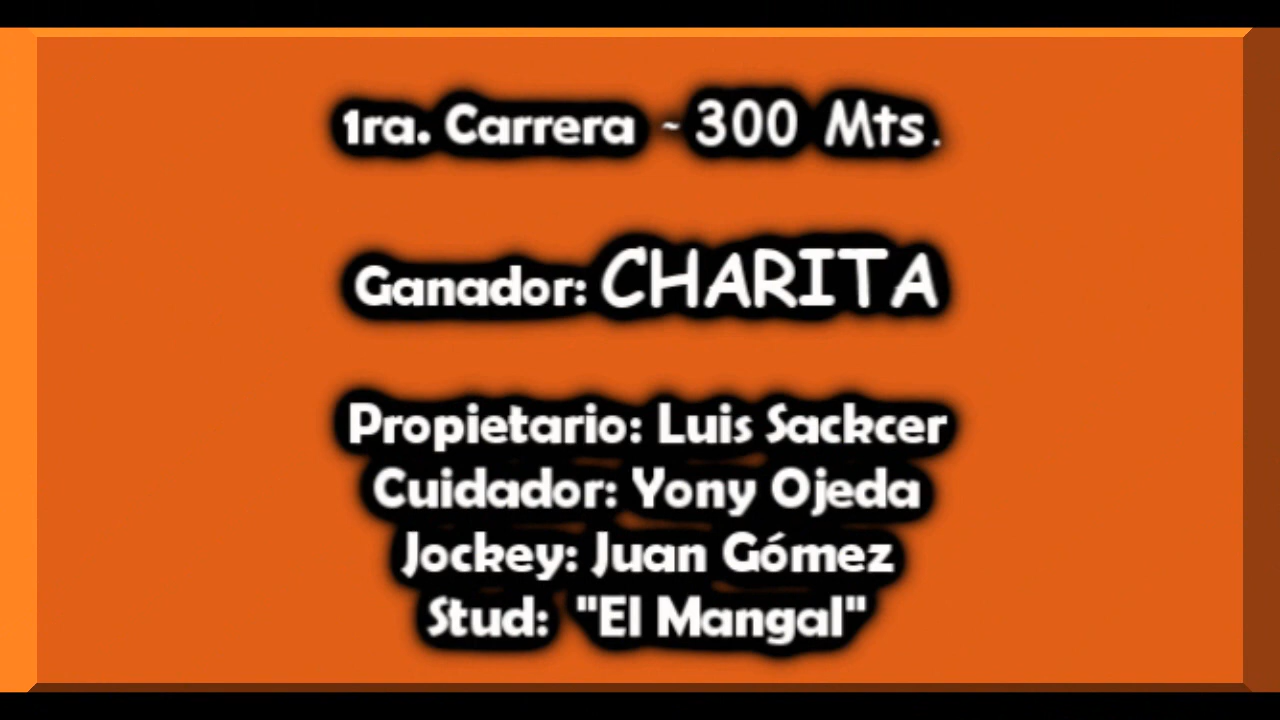 1ra. Carrera - 300 Mts.
Ganador: CHARITA
Propietario: Luis Sackcer
Cuidador: Yony Ojeda
Jockey: Juan Gómez
Stud: "El Mangal"